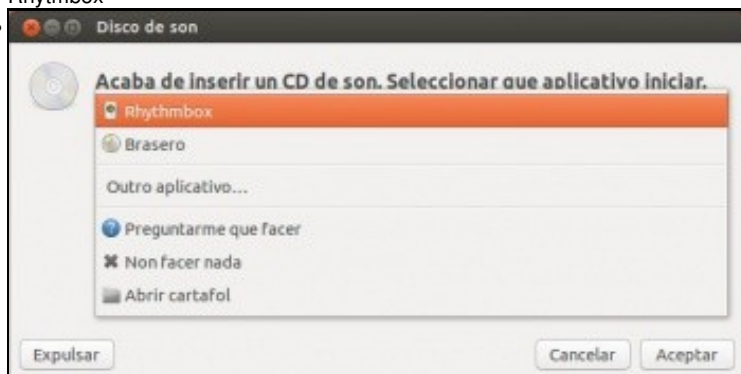 Disco de son
Acaba de inserir un CD de son. Seleccionar que aplicativo iniciar.
Rhythmbox
Brasero
Outro aplicativo...
Preguntarme que facer
Non facer nada
Abrir cartafol
Expulsar
Cancelar
Aceptar